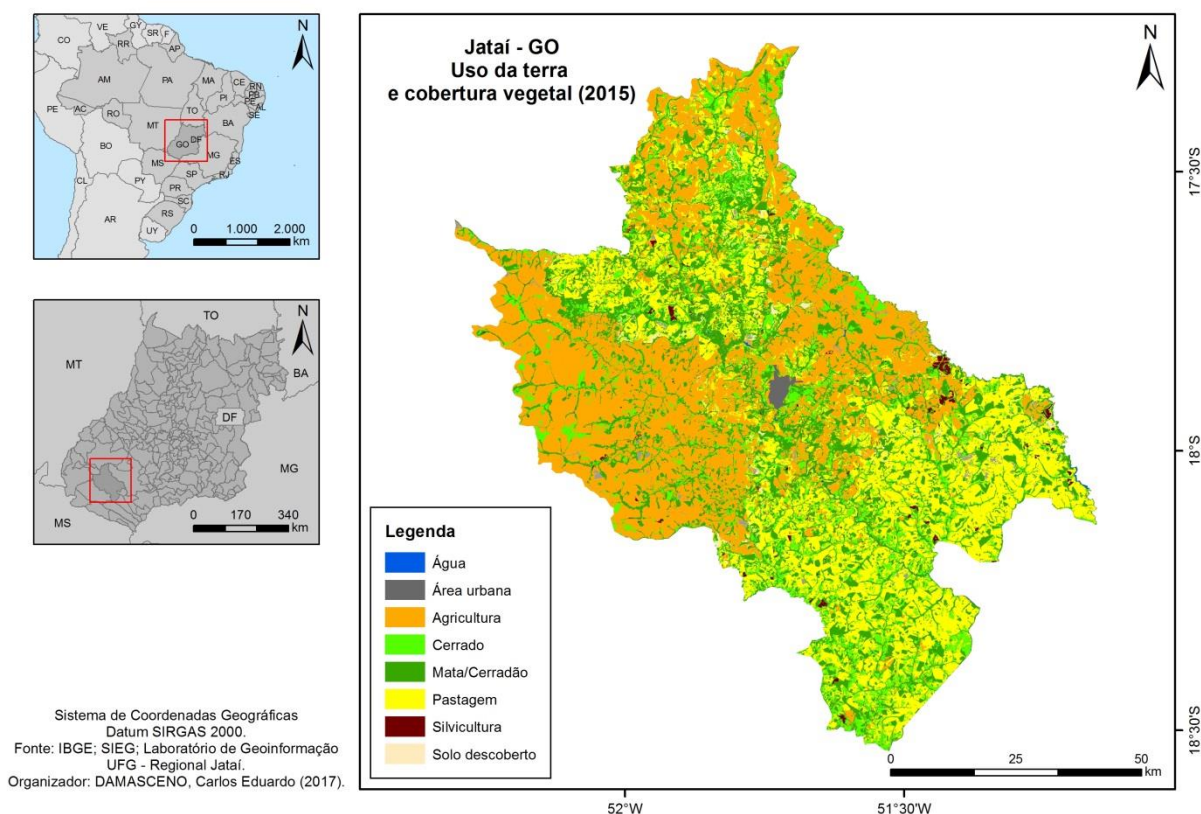 VE
GY
SR
F
CO
RR
AP
AM
PA
MA
CE
RN
PB
PE
AL
SE
PI
AC
RO
TO
BA
PE
MT
BO
GO
DF
MG
ES
MS
SP
RJ
CL
PY
PR
SC
AR
RS
UY
N
0 1.000 2.000
km
TO
N
MT
BA
DF
MG
MS
0 170 340
km
Sistema de Coordenadas Geográficas
Datum SIRGAS 2000.
Fonte: IBGE; SIEG; Laboratório de Geoinformação
UFG - Regional Jataí.
Organizador: DAMASCENO, Carlos Eduardo (2017).
Jataí - GO
Uso da terra
e cobertura vegetal (2015)
N
17°30'S
18°S
18°30'S
Legenda
Água
Área urbana
Agricultura
Cerrado
Mata/Cerradão
Pastagem
Silvicultura
Solo descoberto
0 25 50
km
52°W
51°30'W